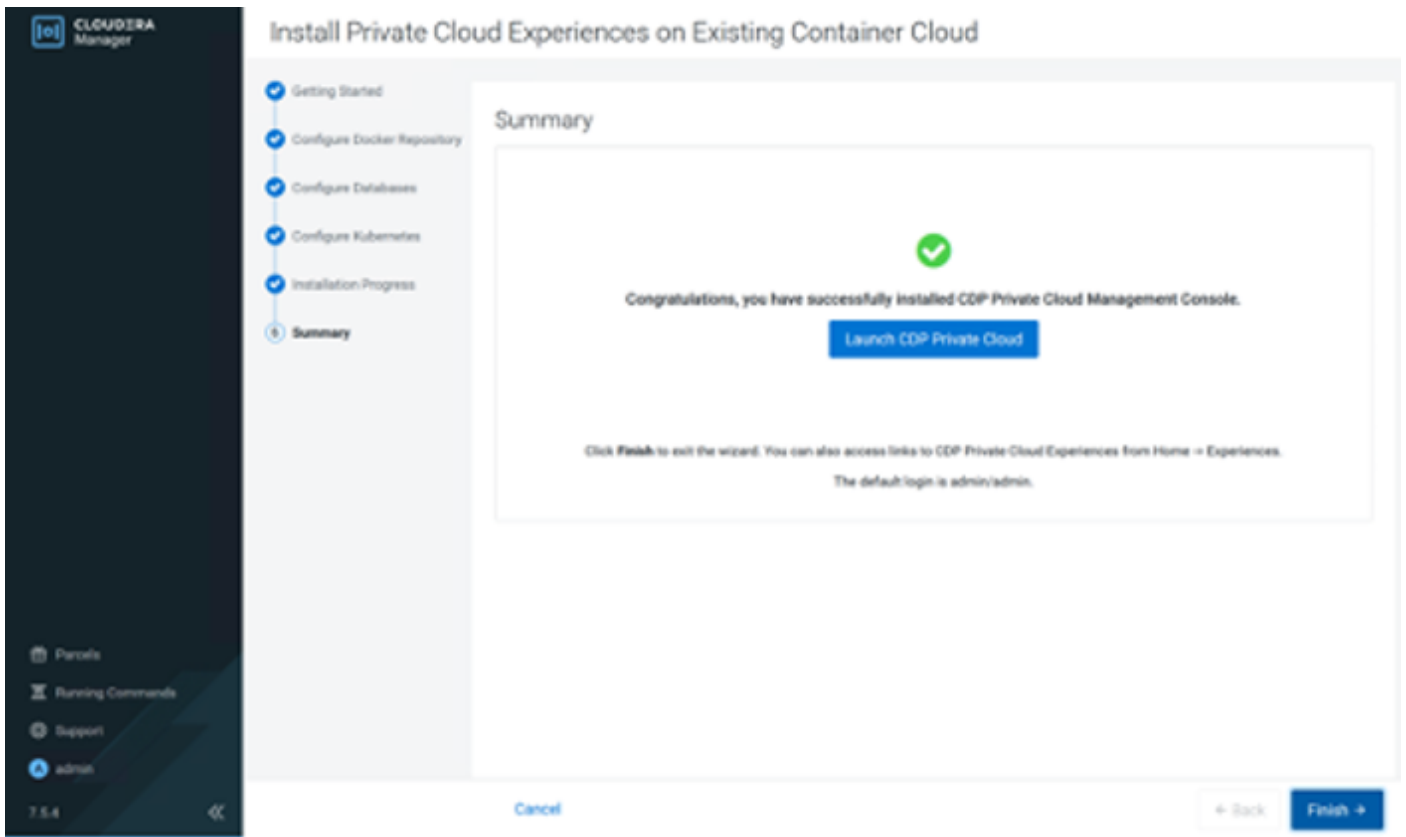 CLOUDERA
Manager
Install Private Cloud Experiences on Existing Container Cloud
Getting Started
Configure Docker Repository
Configure Databases
Configure Kubernetes
Installation Progress
6 Summary
Summary
Congratulations, you have successfully installed CDP Private Cloud Management Console.
Launch CDP Private Cloud
Click Finish to exit the wizard. You can also access links to CDP Private Cloud Experiences from Home -> Experiences.
The default login is admin/admin.
Parcels
Running Commands
Support
A admin
7.5.4
Cancel
← Back
Finish →